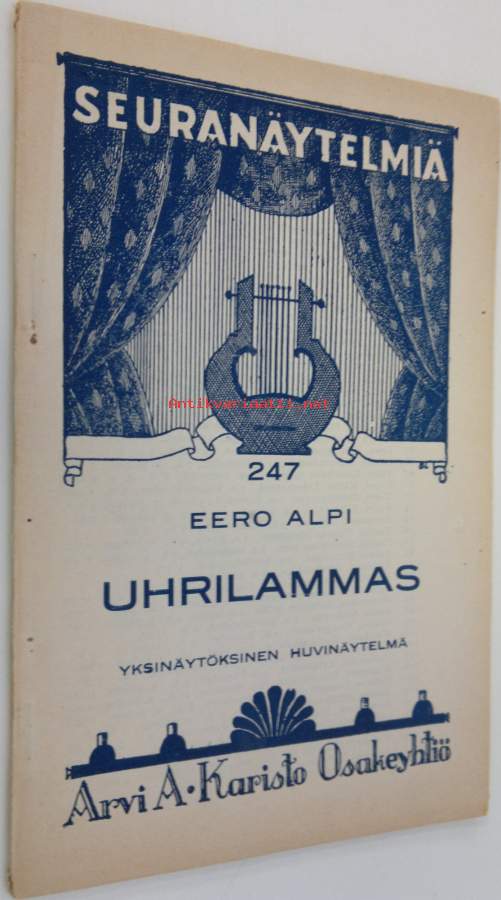 SEURANÄYTELMIÄ
Antikvariaatti.net
247
EERO ALPI
UHRILAMMAS
YKSINÄYTÖKSINEN HUVINÄYTELMÄ
Arvi A. Karisto Osakeyhtiö